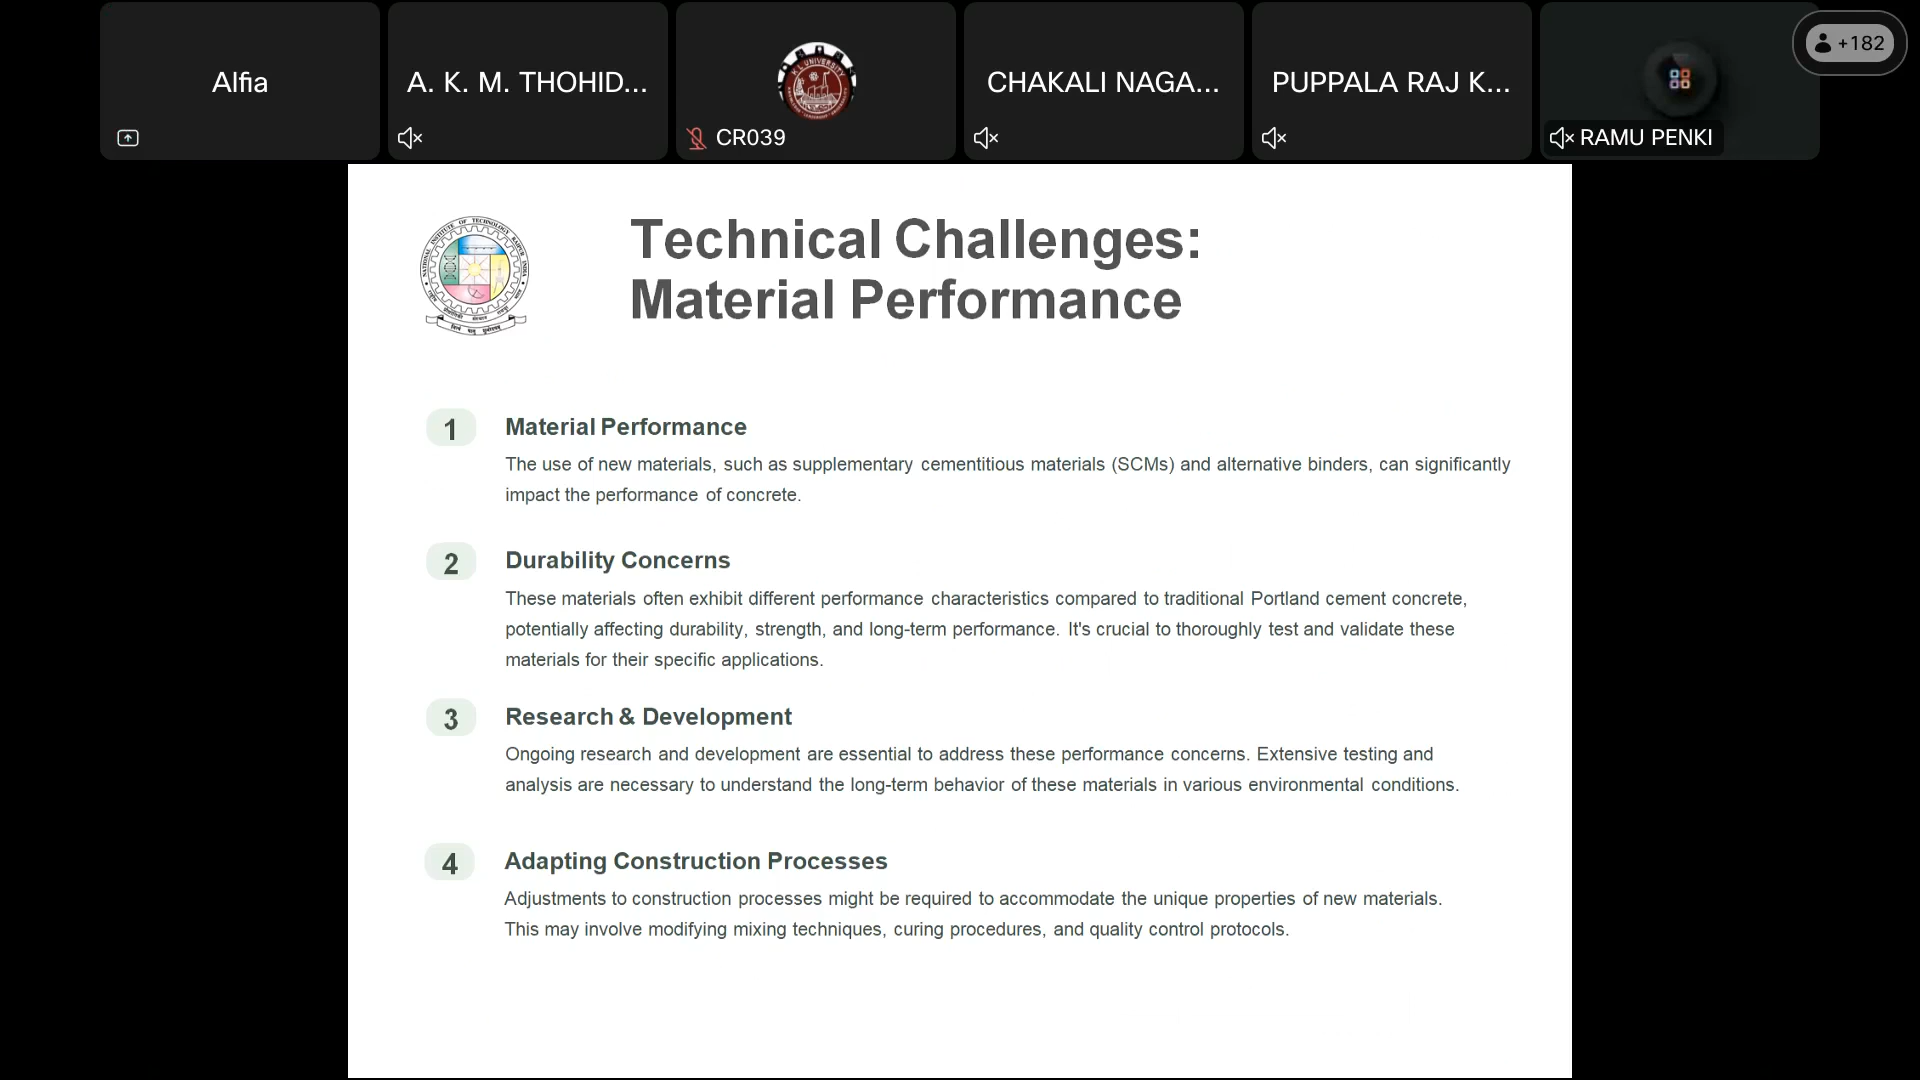 Alfia
A. K. M. THOHID...
CR039
CHAKALI NAGA...
PUPPALA RAJ K...
RAMU PENKI
+182
K L UNIVERSITY
NATIONAL INSTITUTE OF TECHNOLOGY RAIPUR INDIA
Technical Challenges:
Material Performance
1
Material Performance
The use of new materials, such as supplementary cementitious materials (SCMs) and alternative binders, can significantly
impact the performance of concrete.
2
Durability Concerns
These materials often exhibit different performance characteristics compared to traditional Portland cement concrete,
potentially affecting durability, strength, and long-term performance. It's crucial to thoroughly test and validate these
materials for their specific applications.
3
Research & Development
Ongoing research and development are essential to address these performance concerns. Extensive testing and
analysis are necessary to understand the long-term behavior of these materials in various environmental conditions.
4
Adapting Construction Processes
Adjustments to construction processes might be required to accommodate the unique properties of new materials.
This may involve modifying mixing techniques, curing procedures, and quality control protocols.